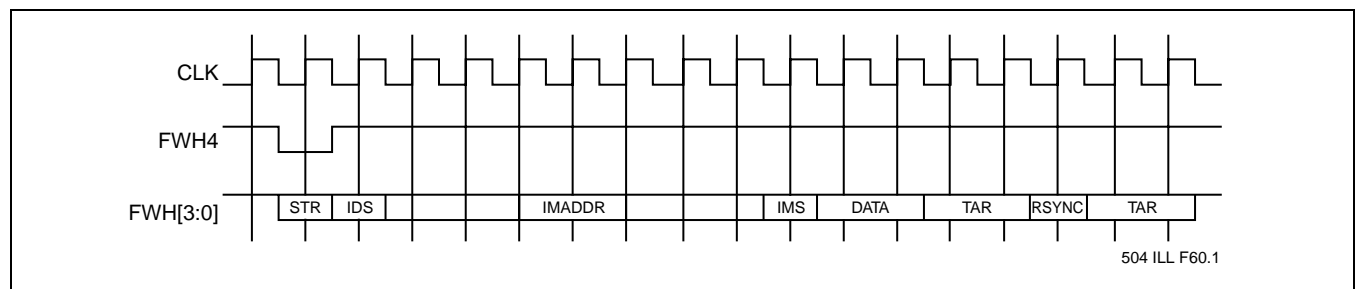 CLK
FWH4
FWH[3:0] STR IDS IMADDR IMS DATA TAR RSYNC TAR
504 ILL F60.1